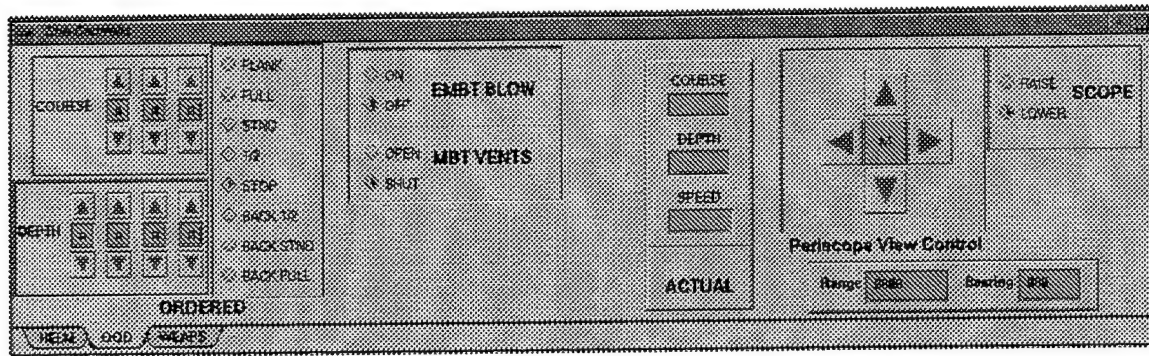 COURSE
DEPTH
FLANK
FULL
STND
1/2
STOP
BACK 1/2
BACK STND
BACK FULL
ORDERED
ON
OFF
EMBT BLOW
OPEN
SHUT
MBT VENTS
COURSE
DEPTH
SPEED
ACTUAL
Periscope View Control
Range
Bearing
RAISE
LOWER
SCOPE
HELM
OOD
WEAPS